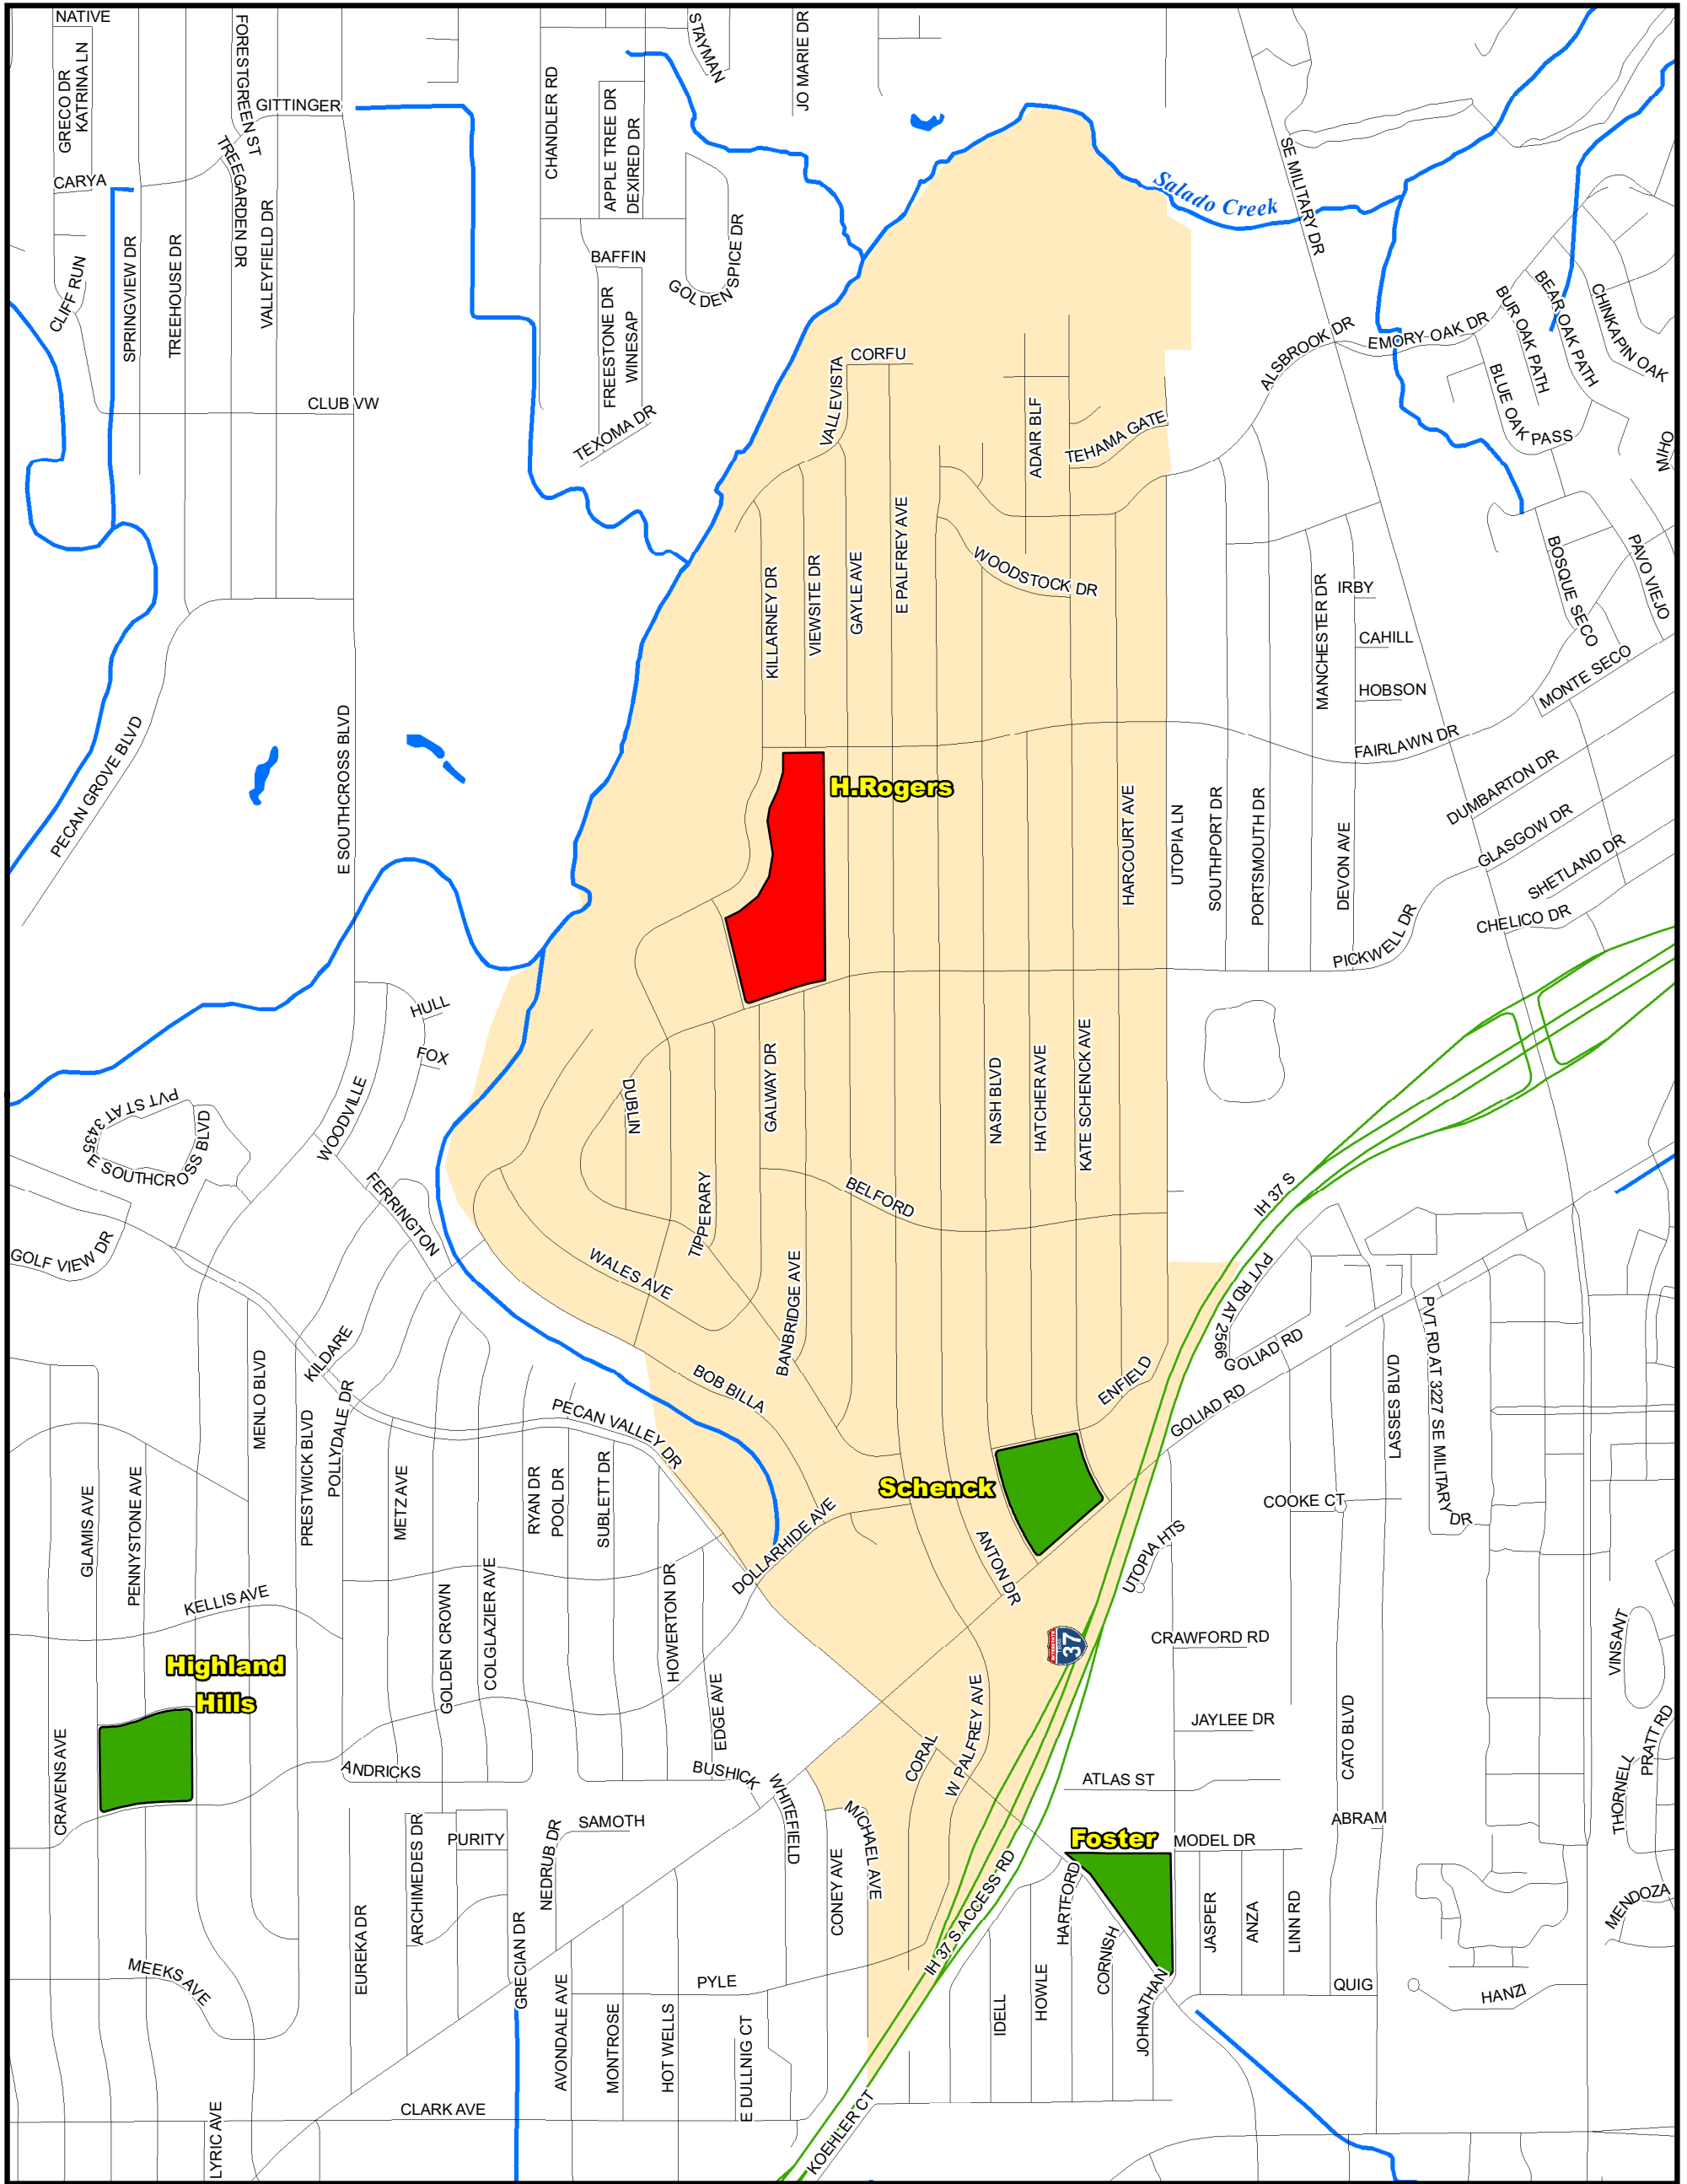 NATIVE
GRECO DR
KATRINA LN
FORESTGREEN ST
GITTINGER
CHANDLER RD
APPLE TREE DR
DEXIRED DR
STAYMAN
JO MARIE DR
CARYA
TREEGARDEN DR
SPRINGVIEW DR
TREEHOUSE DR
VALLEYFIELD DR
CLIFF RUN
CLUB VW
BAFFIN
FREESTONE DR
WINESAP
TEXOMA DR
GOLDEN SPICE DR
Salado Creek
SE MILITARY DR
ALSBROOK DR
EMORY OAK DR
BUR OAK PATH
BEAR OAK PATH
CHINKAPIN OAK
BLUE OAK PASS
CORFU
VALLEVISTA
ADAIR BLF
TEHAMA GATE
KILLARNEY DR
VIEWSITE DR
GAYLE AVE
E PALFREY AVE
WOODSTOCK DR
MANCHESTER DR
IRBY
CAHILL
HOBSON
BOSQUE SECO
PAVO VIEJO
MONTE SECO
FAIRLAWN DR
PECAN GROVE BLVD
E SOUTHCROSS BLVD
H.Rogers
HARCOURT AVE
UTOPIA LN
SOUTHPORT DR
PORTSMOUTH DR
DEVON AVE
DUMBARTON DR
GLASGOW DR
SHETLAND DR
CHELICO DR
PICKWELL DR
HULL
FOX
WOODVILLE
PVT ST AT 3435
E SOUTHCROSS BLVD
FERRINGTON
GOLF VIEW DR
DUBLIN
GALWAY DR
TIPPERARY
BELFORD
NASH BLVD
HATCHER AVE
KATE SCHENCK AVE
WALES AVE
BANBRIDGE AVE
IH 37 S
PVT RD AT 2566
GOLIAD RD
GOLIAD RD
PVT RD AT 3227 SE MILITARY DR
LASSES BLVD
ENFIELD
BOB BILLA
KILDARE
MENLO BLVD
PRESTWICK BLVD
POLLYDALE DR
PECAN VALLEY DR
GLAMIS AVE
PENNYSTONE AVE
METZ AVE
RYAN DR
POOL DR
SUBLETT DR
Schenck
COOKE CT
UTOPIA HTS
DOLLARHIDE AVE
ANTON DR
KELLIS AVE
GOLDEN CROWN
COLGLAZIER AVE
HOWERTON DR
INTERSTATE
37
CRAWFORD RD
VINSANT
Highland
Hills
EDGE AVE
CORAL
W PALFREY AVE
JAYLEE DR
CATO BLVD
PRATT RD
THORNELL
CRAVENS AVE
ANDRICKS
BUSHICK
WHITEFIELD
ATLAS ST
ABRAM
MICHAEL AVE
Foster
MODEL DR
PURITY
SAMOTH
ARCHIMEDES DR
NEDRUB DR
EUREKA DR
GRECIAN DR
CONEY AVE
IH 37 S ACCESS RD
HARTFORD
CORNISH
JASPER
ANZA
LINN RD
MENDOZA
MEEKS AVE
PYLE
AVONDALE AVE
MONTROSE
HOT WELLS
E DULLNIG CT
IDELL
HOWLE
JOHNATHAN
QUIG
HANZI
CLARK AVE
LYRIC AVE
KOEHLER CT